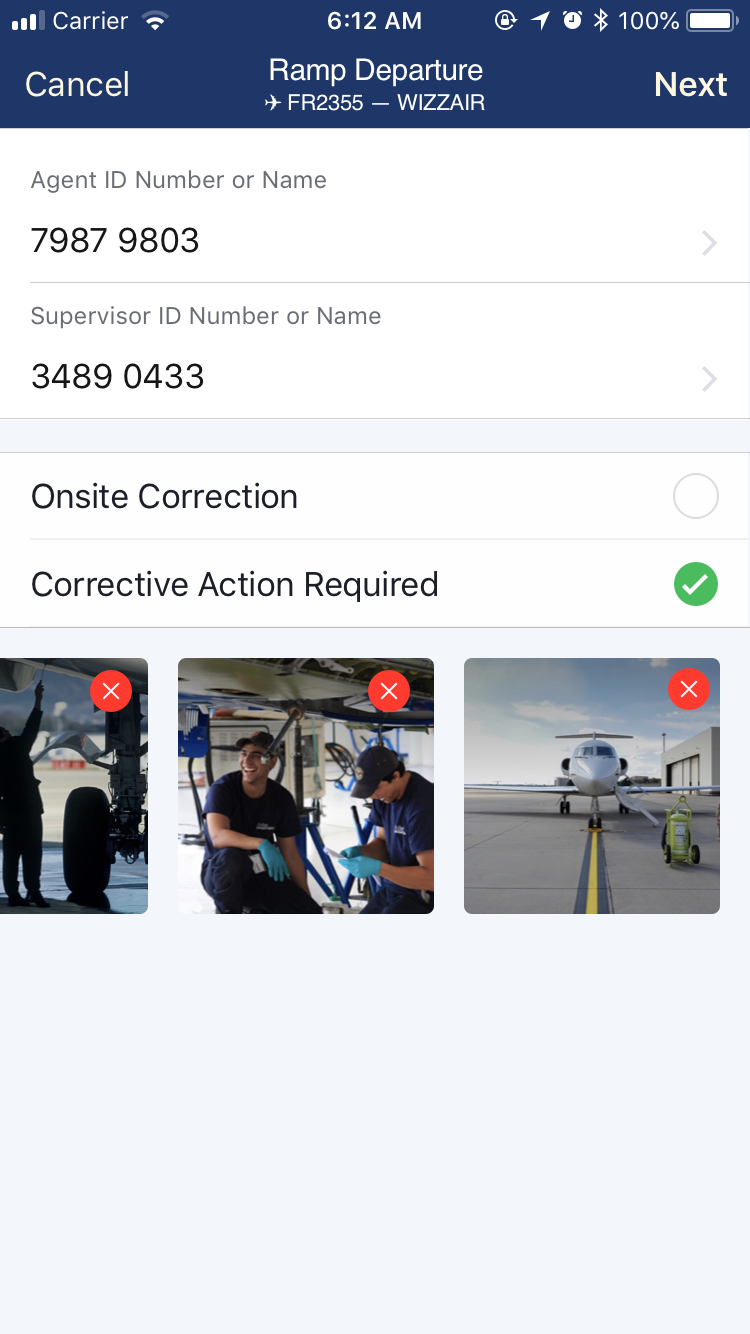 Carrier 6:12 AM 100%
Cancel Ramp Departure Next
✈ FR2355 — WIZZAIR
Agent ID Number or Name
7987 9803
Supervisor ID Number or Name
3489 0433
Onsite Correction
Corrective Action Required